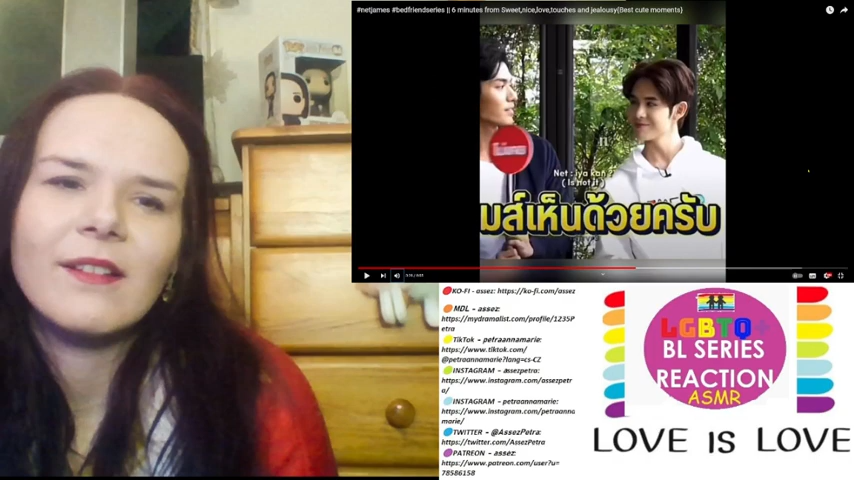 #netjames #bedfriendseries || 6 minutes from Sweet,nice,love,touches and jealousy{Best cute moments}
Net : iya kan ?
( Is not it )
มส์เห็นด้วยครับ
KO-FI - assez: https://ko-fi.com/assez
MDL - assez:
https://mydramalist.com/profile/1235P
etra
TikTok - petraannamarie:
https://www.tiktok.com/
@petraannamarie?lang=cs-CZ
INSTAGRAM - assezpetra:
https://www.instagram.com/assezpetr
a/
INSTAGRAM - petraannamarie:
https://www.instagram.com/petraanna
marie/
TWITTER - @AssezPetra:
https://twitter.com/AssezPetra
PATREON - assez:
https://www.patreon.com/user?u=
78586158
LGBTQ+
BL SERIES
REACTION
ASMR
LOVE IS LOVE